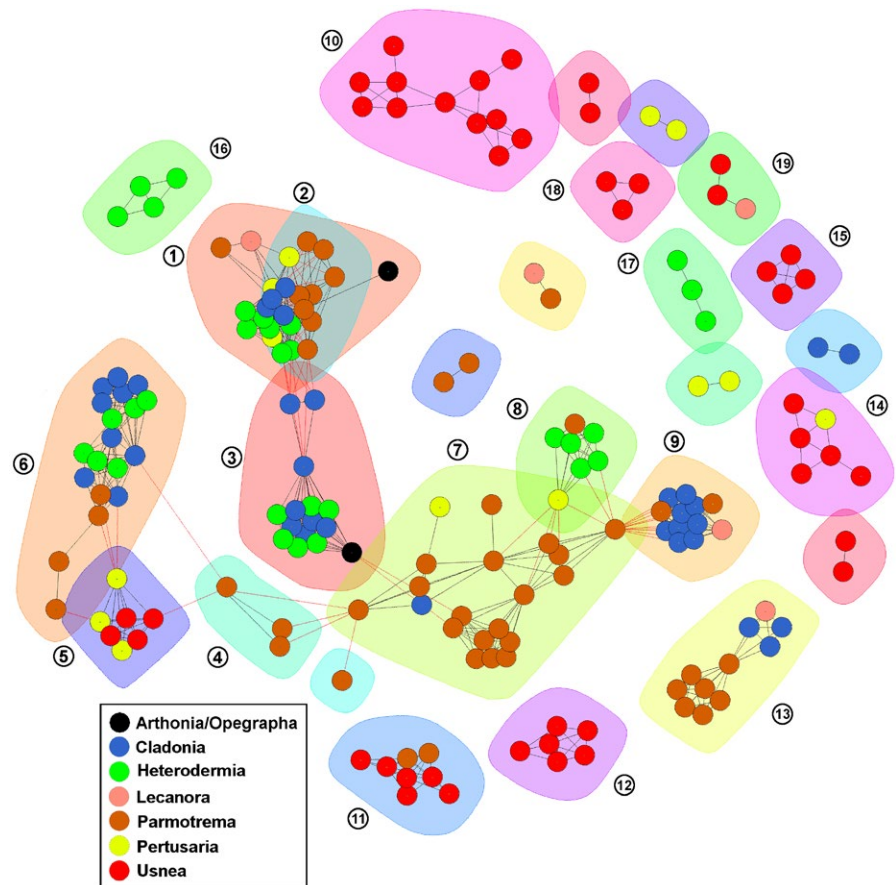 ⑩
⑯
②
①
⑱
⑲
⑰
⑮
⑭
⑧
⑦
⑨
③
⑥
⑤
④
⑬
⑫
⑪
Arthonia/Opegrapha
Cladonia
Heterodermia
Lecanora
Parmotrema
Pertusaria
Usnea